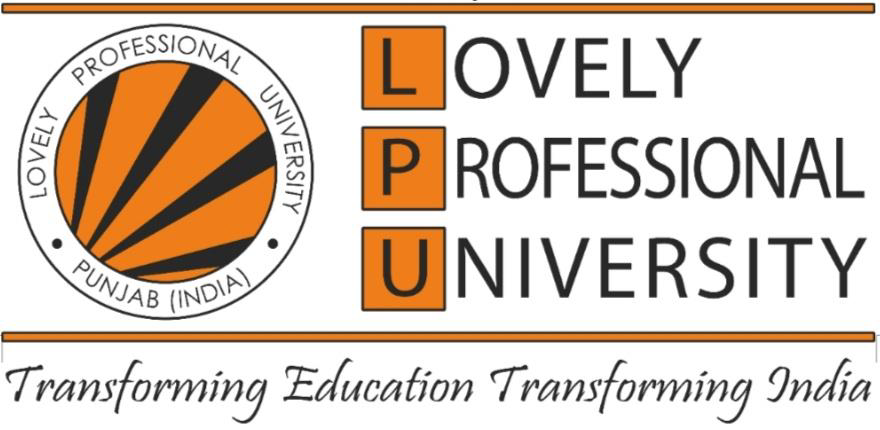 LOVELY PROFESSIONAL UNIVERSITY
PUNJAB (INDIA)
LOVELY
PROFESSIONAL
UNIVERSITY
Transforming Education Transforming India